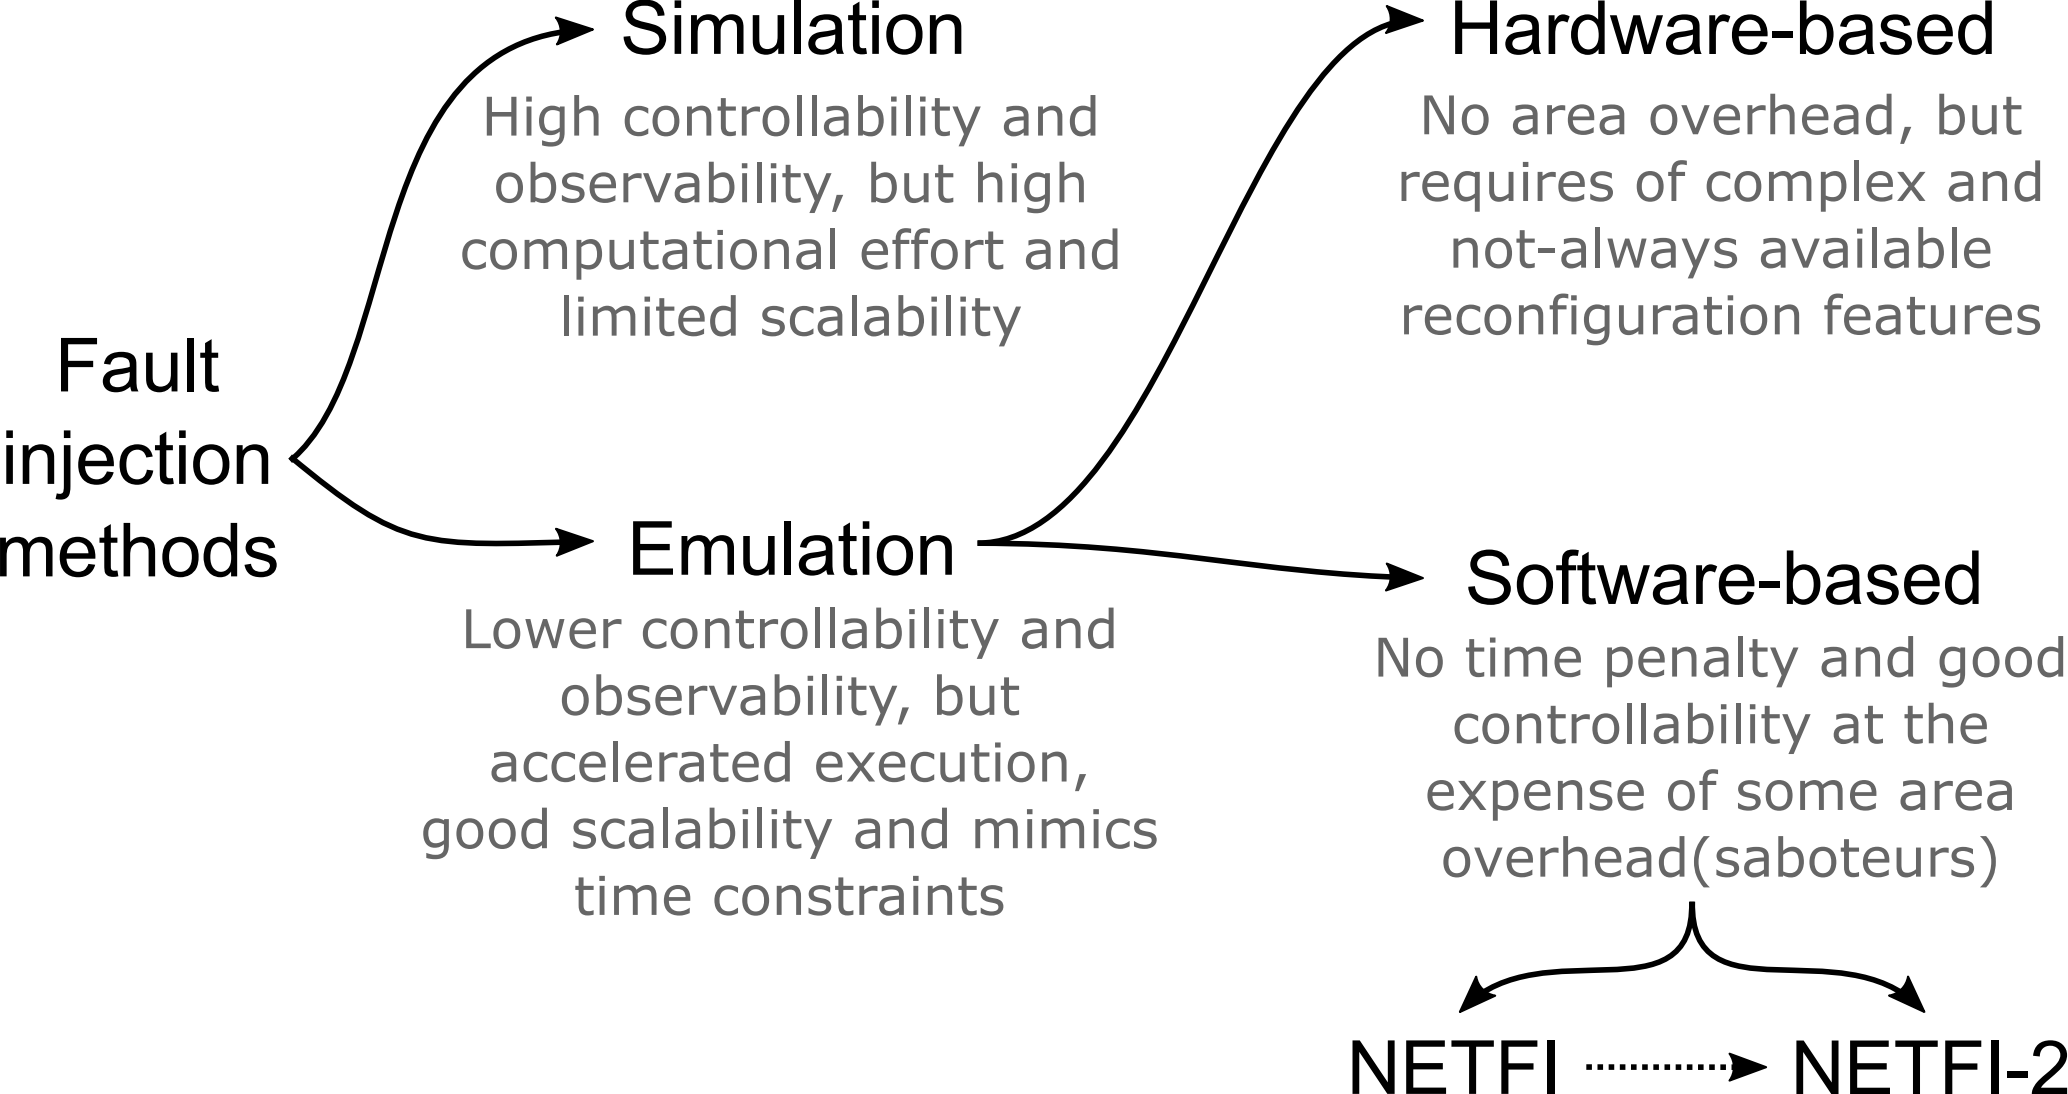 Fault
injection
methods
Simulation
High controllability and
observability, but high
computational effort and
limited scalability
Emulation
Lower controllability and
observability, but
accelerated execution,
good scalability and mimics
time constraints
Hardware-based
No area overhead, but
requires of complex and
not-always available
reconfiguration features
Software-based
No time penalty and good
controllability at the
expense of some area
overhead(saboteurs)
NETFI
NETFI-2